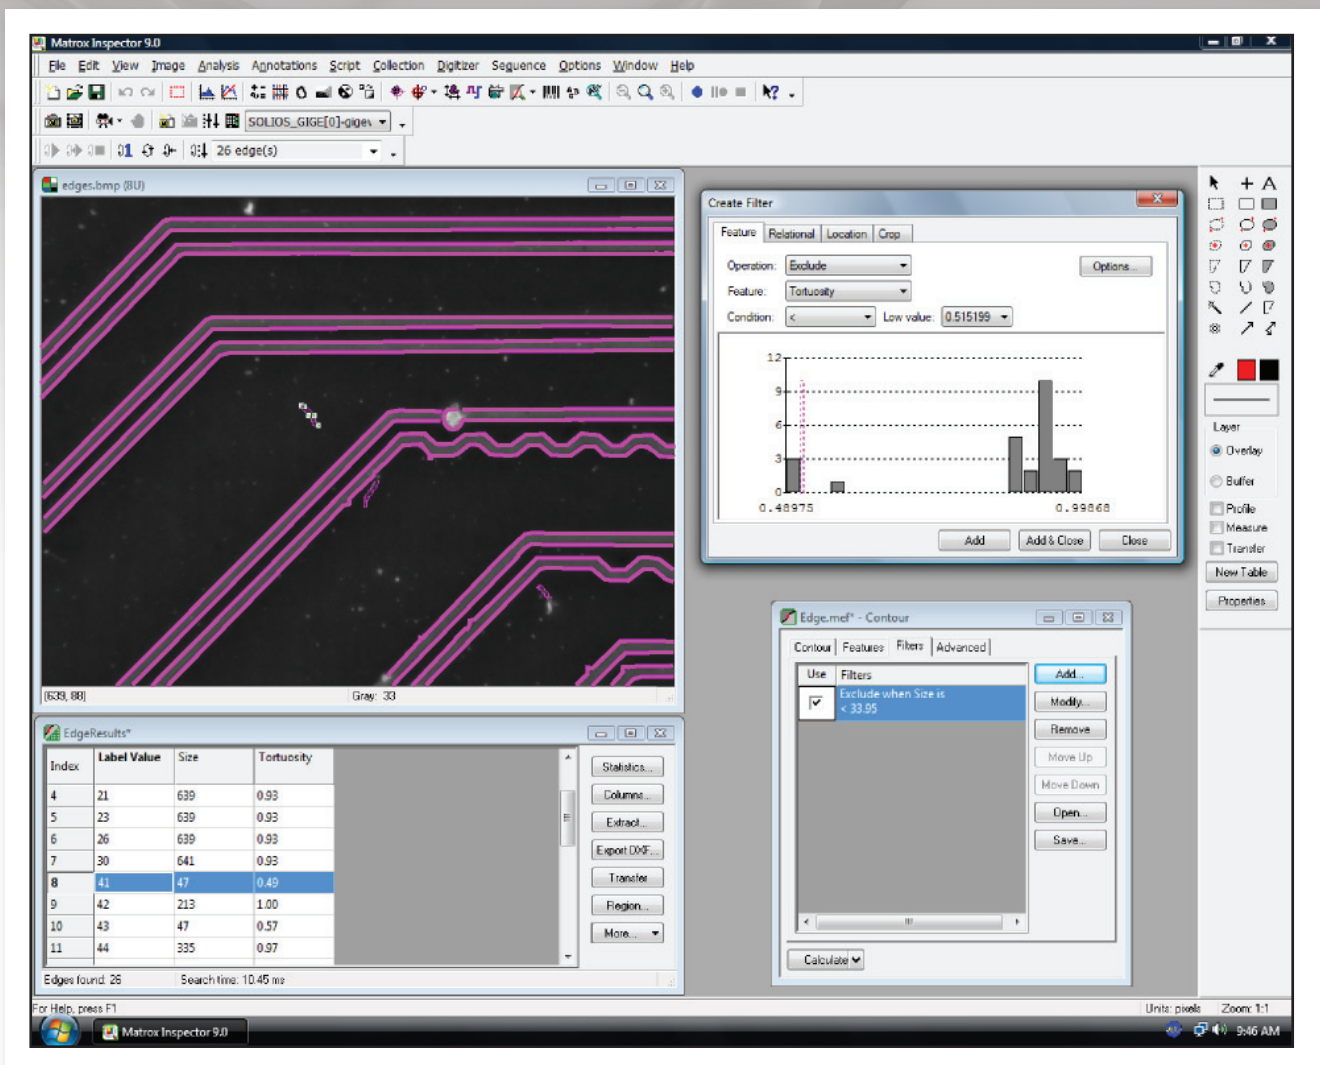 Matrox Inspector 9.0
File Edit View Image Analysis Annotations Script Collection Digitizer Sequence Options Window Help
SOLIOS_GIGE[0]-gigev
26 edge(s)
edges.bmp (8U)
[639, 88] Gray: 33
Create Filter
Feature Relational Location Crop
Operation: Exclude Options...
Feature: Tortuosity
Condition: < Low value: 0.515199
12
9
6
3
0
0.48975 0.99868
Add Add & Close Close
A
Layer
Overlay
Buffer
Profile
Measure
Transfer
New Table
Properties
Edge.mef* - Contour
Contour Features Filters Advanced
Use Filters
Exclude when Size is
< 33.95
Add...
Modify...
Remove
Move Up
Move Down
Open...
Save...
Calculate
EdgeResults*
Index Label Value Size Tortuosity
4 21 639 0.93
5 23 639 0.93
6 26 639 0.93
7 30 641 0.93
8 41 47 0.49
9 42 213 1.00
10 43 47 0.57
11 44 335 0.97
Statistics...
Columns...
Extract...
Export DXF...
Transfer
Region...
More...
Edges found: 26 Search time: 10.45 ms
For Help, press F1 Units: pixels Zoom: 1:1
Matrox Inspector 9.0 9:46 AM